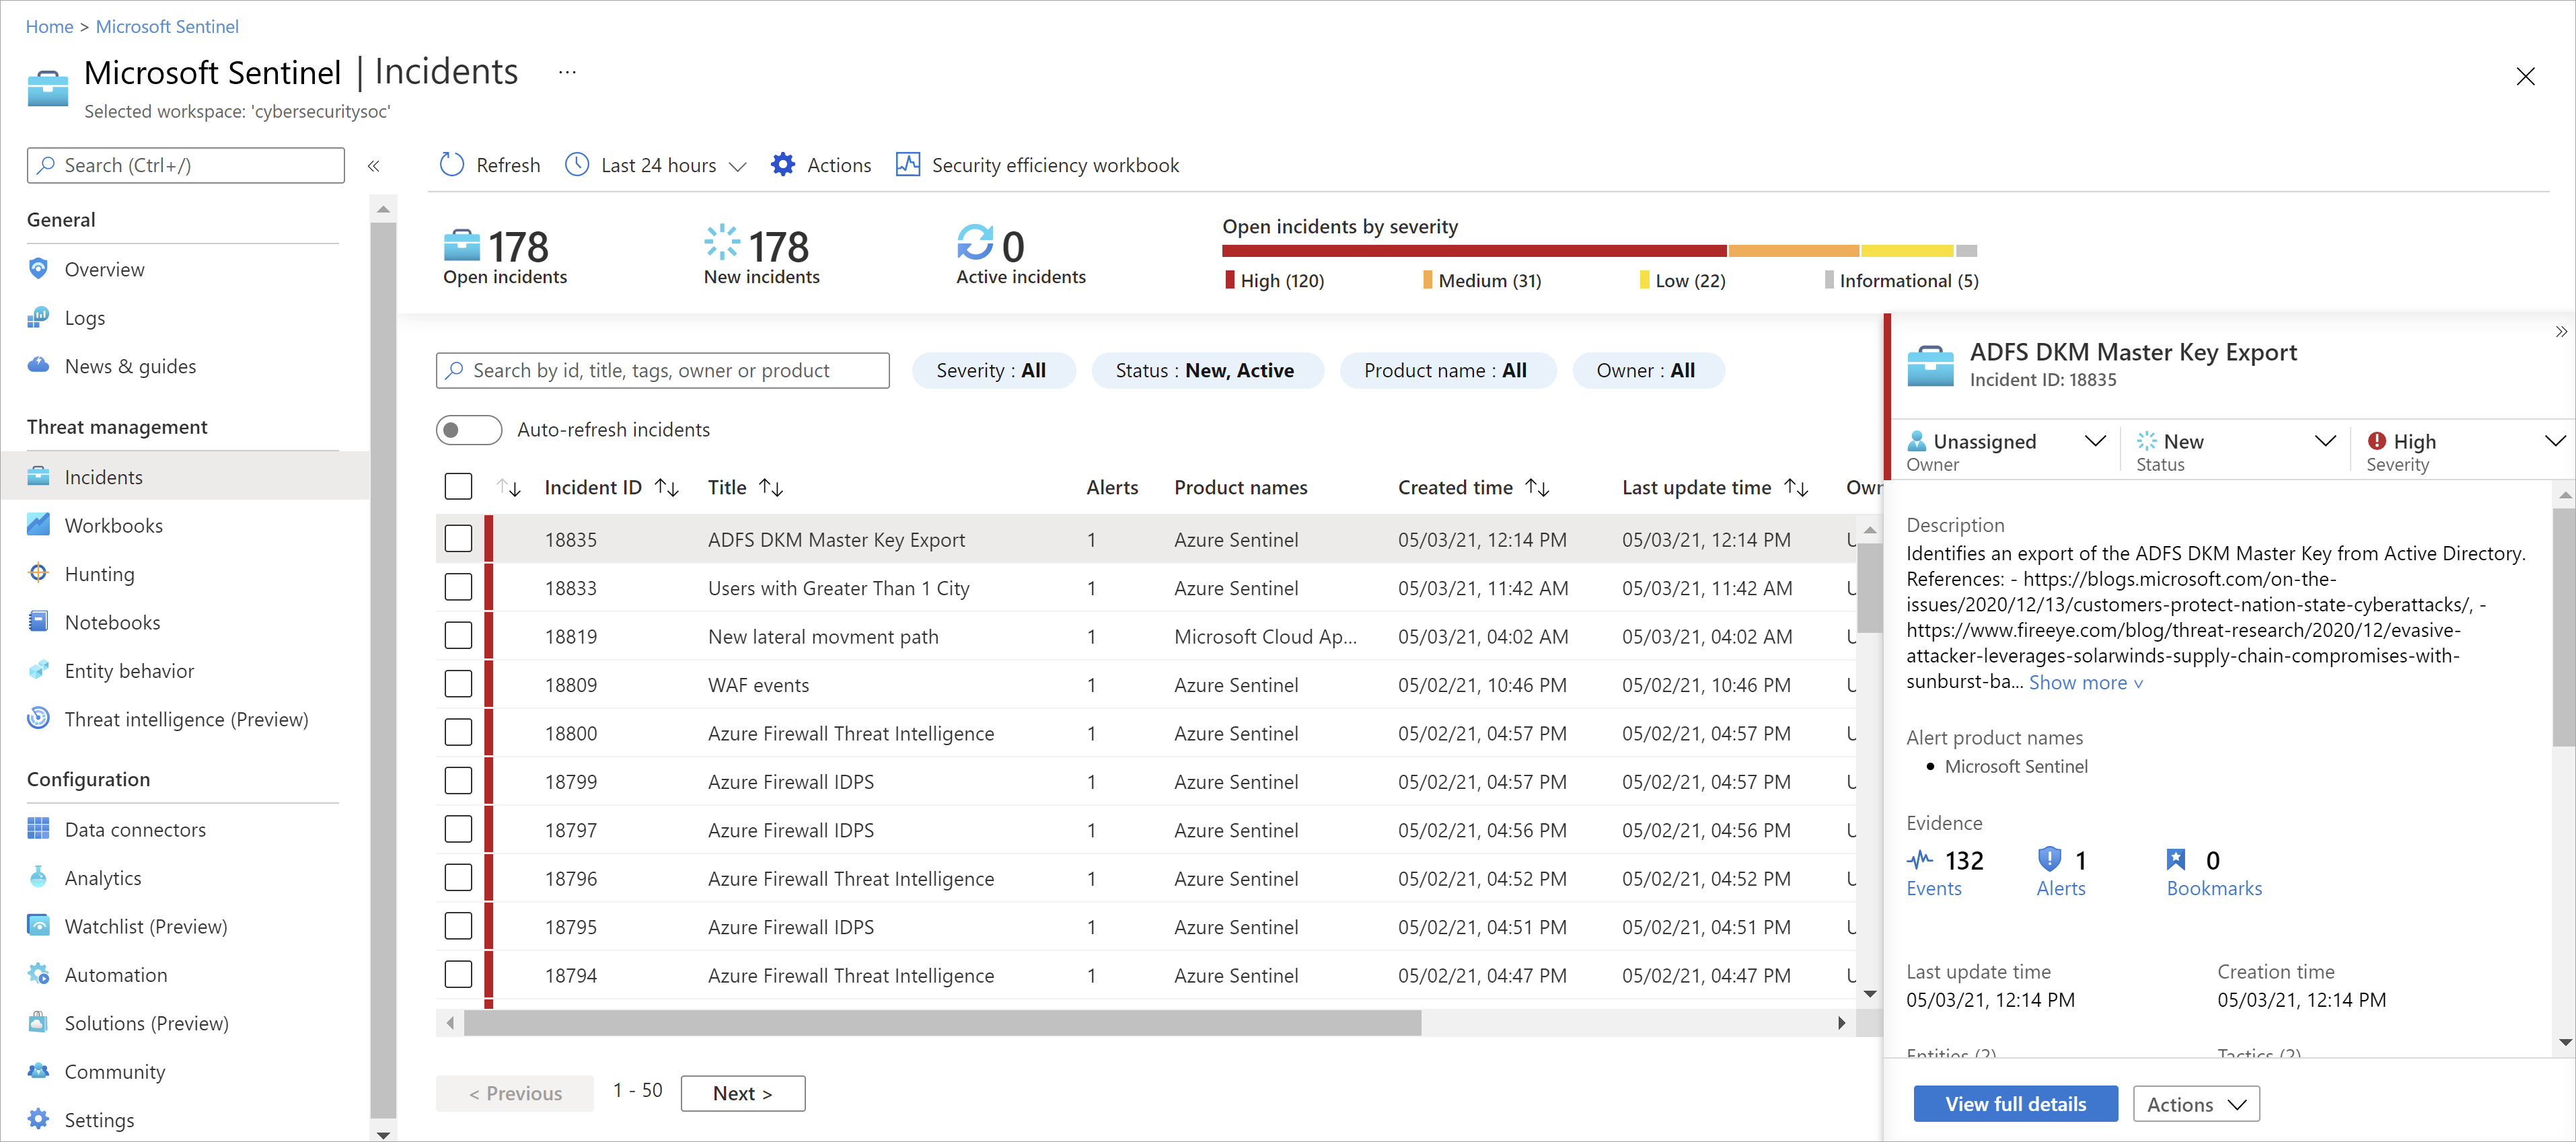 Home > Microsoft Sentinel
Microsoft Sentinel | Incidents ...
Selected workspace: 'cybersecuritysoc'
Search (Ctrl+/)
«
General
Overview
Logs
News & guides
Threat management
Incidents
Workbooks
Hunting
Notebooks
Entity behavior
Threat intelligence (Preview)
Configuration
Data connectors
Analytics
Watchlist (Preview)
Automation
Solutions (Preview)
Community
Settings
Refresh Last 24 hours Actions Security efficiency workbook
178 Open incidents
178 New incidents
0 Active incidents
Open incidents by severity
High (120) Medium (31) Low (22) Informational (5)
Search by id, title, tags, owner or product Severity : All Status : New, Active Product name : All Owner : All
Auto-refresh incidents
Incident ID Title Alerts Product names Created time Last update time Own
18835 ADFS DKM Master Key Export 1 Azure Sentinel 05/03/21, 12:14 PM 05/03/21, 12:14 PM U
18833 Users with Greater Than 1 City 1 Azure Sentinel 05/03/21, 11:42 AM 05/03/21, 11:42 AM U
18819 New lateral movment path 1 Microsoft Cloud Ap... 05/03/21, 04:02 AM 05/03/21, 04:02 AM U
18809 WAF events 1 Azure Sentinel 05/02/21, 10:46 PM 05/02/21, 10:46 PM U
18800 Azure Firewall Threat Intelligence 1 Azure Sentinel 05/02/21, 04:57 PM 05/02/21, 04:57 PM U
18799 Azure Firewall IDPS 1 Azure Sentinel 05/02/21, 04:57 PM 05/02/21, 04:57 PM U
18797 Azure Firewall IDPS 1 Azure Sentinel 05/02/21, 04:56 PM 05/02/21, 04:56 PM U
18796 Azure Firewall Threat Intelligence 1 Azure Sentinel 05/02/21, 04:52 PM 05/02/21, 04:52 PM U
18795 Azure Firewall IDPS 1 Azure Sentinel 05/02/21, 04:51 PM 05/02/21, 04:51 PM U
18794 Azure Firewall Threat Intelligence 1 Azure Sentinel 05/02/21, 04:47 PM 05/02/21, 04:47 PM U
< Previous 1 - 50 Next >
»
ADFS DKM Master Key Export
Incident ID: 18835
Unassigned New High
Owner Status Severity
Description
Identifies an export of the ADFS DKM Master Key from Active Directory.
References: - https://blogs.microsoft.com/on-the-
issues/2020/12/13/customers-protect-nation-state-cyberattacks/, -
https://www.fireeye.com/blog/threat-research/2020/12/evasive-
attacker-leverages-solarwinds-supply-chain-compromises-with-
sunburst-ba... Show more
Alert product names
• Microsoft Sentinel
Evidence
132 1 0
Events Alerts Bookmarks
Last update time Creation time
05/03/21, 12:14 PM 05/03/21, 12:14 PM
Entities (2) Tactics (2)
View full details Actions